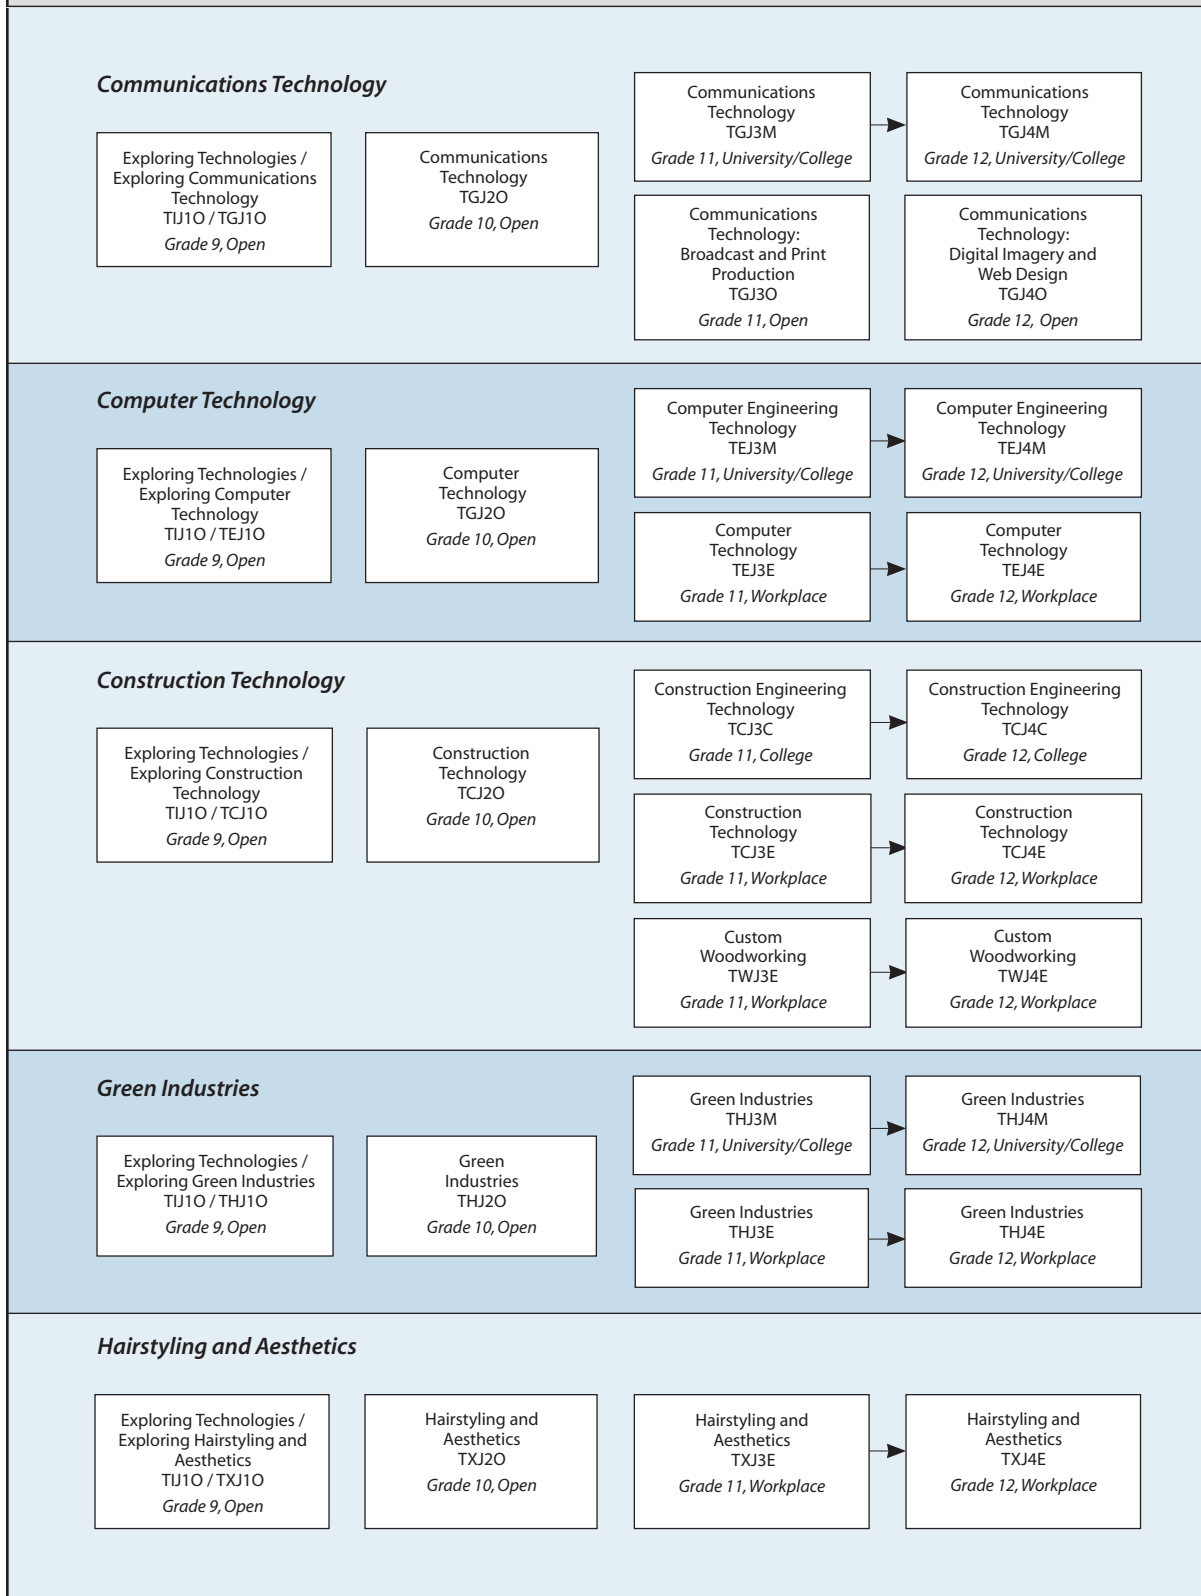 Communications Technology
Exploring Technologies /
Exploring Communications
Technology
TIJ1O / TGJ1O
Grade 9, Open
Communications
Technology
TGJ2O
Grade 10, Open
Communications
Technology
TGJ3M
Grade 11, University/College
Communications
Technology
TGJ4M
Grade 12, University/College
Communications
Technology:
Broadcast and Print
Production
TGJ3O
Grade 11, Open
Communications
Technology:
Digital Imagery and
Web Design
TGJ4O
Grade 12, Open
Computer Technology
Exploring Technologies /
Exploring Computer
Technology
TIJ1O / TEJ1O
Grade 9, Open
Computer
Technology
TGJ2O
Grade 10, Open
Computer Engineering
Technology
TEJ3M
Grade 11, University/College
Computer Engineering
Technology
TEJ4M
Grade 12, University/College
Computer
Technology
TEJ3E
Grade 11, Workplace
Computer
Technology
TEJ4E
Grade 12, Workplace
Construction Technology
Exploring Technologies /
Exploring Construction
Technology
TIJ1O / TCJ1O
Grade 9, Open
Construction
Technology
TCJ2O
Grade 10, Open
Construction Engineering
Technology
TCJ3C
Grade 11, College
Construction Engineering
Technology
TCJ4C
Grade 12, College
Construction
Technology
TCJ3E
Grade 11, Workplace
Construction
Technology
TCJ4E
Grade 12, Workplace
Custom
Woodworking
TWJ3E
Grade 11, Workplace
Custom
Woodworking
TWJ4E
Grade 12, Workplace
Green Industries
Exploring Technologies /
Exploring Green Industries
TIJ1O / THJ1O
Grade 9, Open
Green
Industries
THJ2O
Grade 10, Open
Green Industries
THJ3M
Grade 11, University/College
Green Industries
THJ4M
Grade 12, University/College
Green Industries
THJ3E
Grade 11, Workplace
Green Industries
THJ4E
Grade 12, Workplace
Hairstyling and Aesthetics
Exploring Technologies /
Exploring Hairstyling and
Aesthetics
TIJ1O / TXJ1O
Grade 9, Open
Hairstyling and
Aesthetics
TXJ2O
Grade 10, Open
Hairstyling and
Aesthetics
TXJ3E
Grade 11, Workplace
Hairstyling and
Aesthetics
TXJ4E
Grade 12, Workplace